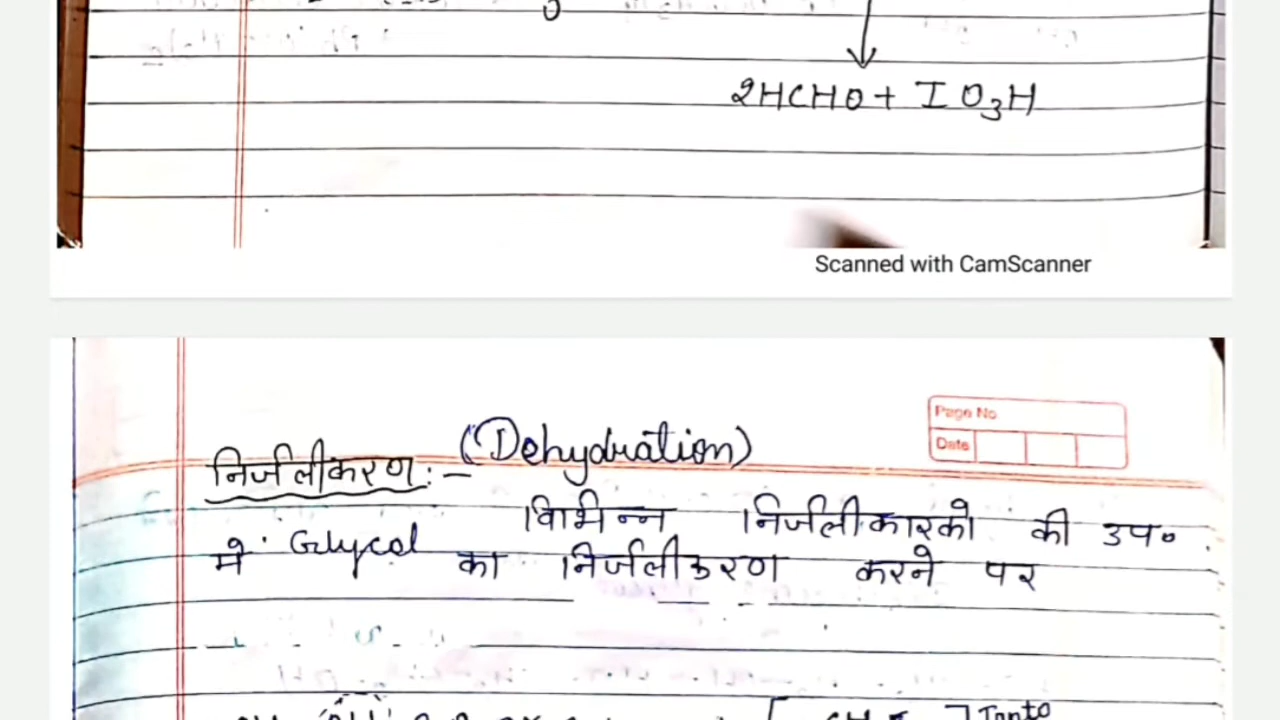 2HCHO + IO3H
Scanned with CamScanner
Page No
Date
निर्जलीकरण:- (Dehydration)
विभिन्न निर्जलीकारको की उप०
मे Glycol का निर्जलीकरण करने पर